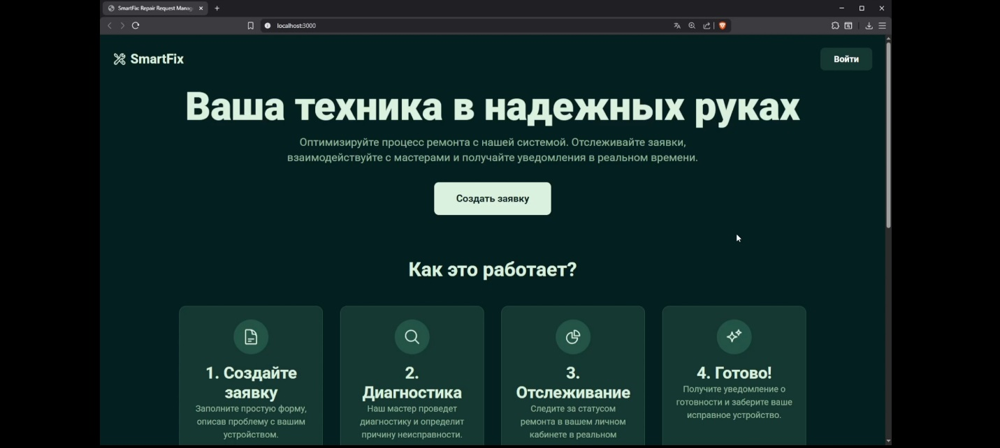 SmartFix: Repair Request Manag
localhost:3000
SmartFix
Войти
Ваша техника в надежных руках
Оптимизируйте процесс ремонта с нашей системой. Отслеживайте заявки,
взаимодействуйте с мастерами и получайте уведомления в реальном времени.
Создать заявку
Как это работает?
1. Создайте
заявку
Заполните простую форму,
описав проблему с вашим
устройством.
2.
Диагностика
Наш мастер проведет
диагностику и определит
причину неисправности.
3.
Отслеживание
Следите за статусом
ремонта в вашем личном
кабинете в реальном
4. Готово!
Получите уведомление о
готовности и заберите ваше
исправное устройство.